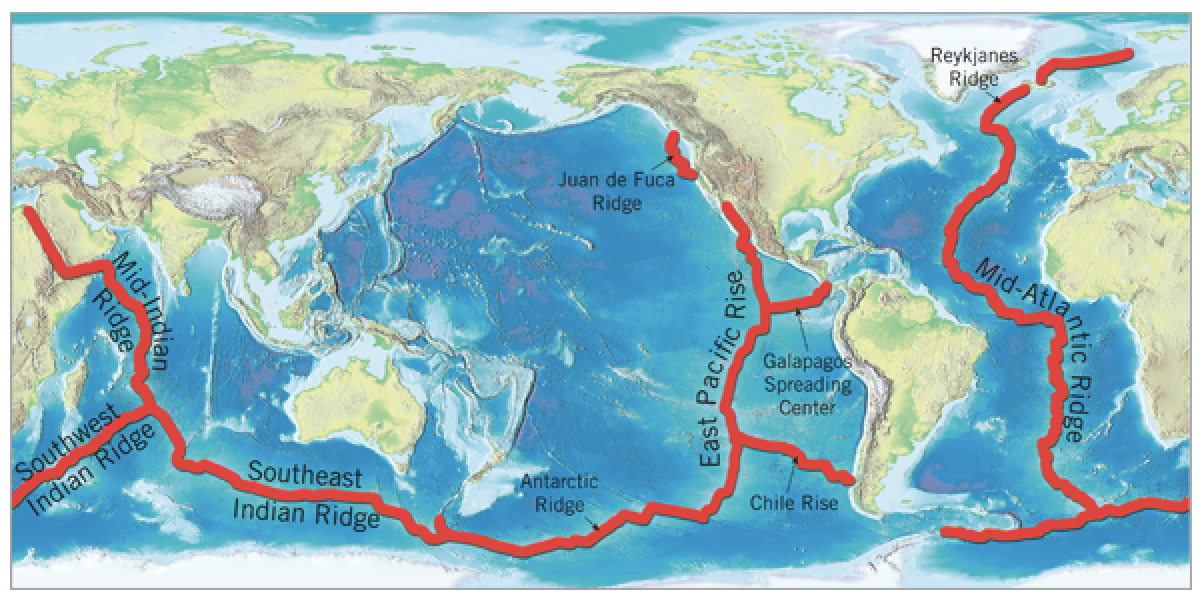 Reykjanes
Ridge
Juan de Fuca
Ridge
Mid-Indian
Ridge
Mid-Atlantic Ridge
East Pacific Rise
Galapagos
Spreading
Center
Southwest
Indian Ridge
Southeast
Indian Ridge
Antarctic
Ridge
Chile Rise